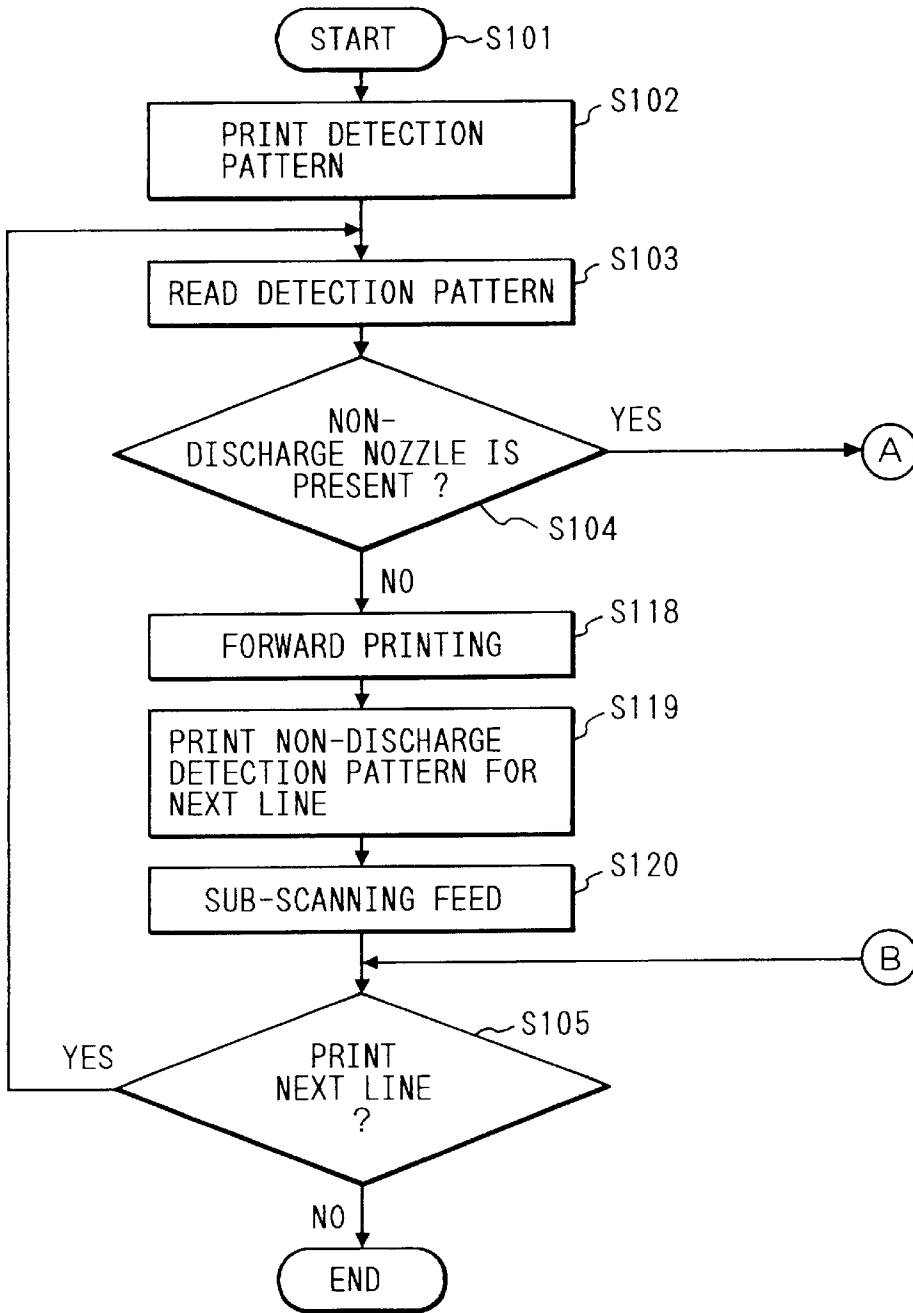 START
S101
PRINT DETECTION
PATTERN
S102
READ DETECTION PATTERN
S103
NON-
DISCHARGE NOZZLE IS
PRESENT ?
S104
YES
A
NO
FORWARD PRINTING
S118
PRINT NON-DISCHARGE
DETECTION PATTERN FOR
NEXT LINE
S119
SUB-SCANNING FEED
S120
B
PRINT
NEXT LINE
?
S105
YES
NO
END